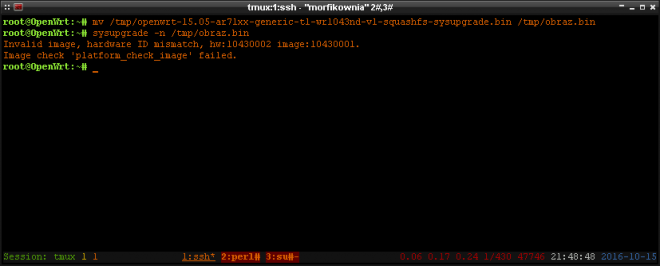 tmux:1:ssh - "morfikownia" 2#,3#
root@OpenWrt:~# mv /tmp/openwrt-15.05-ar71xx-generic-tl-wr1043nd-v1-squashfs-sysupgrade.bin /tmp/obraz.bin
root@OpenWrt:~# sysupgrade -n /tmp/obraz.bin
Invalid image, hardware ID mismatch, hw:10430002 image:10430001.
Image check 'platform_check_image' failed.
root@OpenWrt:~# _
Session: tmux 1 1 1:ssh* 2:perl# 3:su#- 0.06 0.17 0.24 1/430 47746 21:48:48 2016-10-15